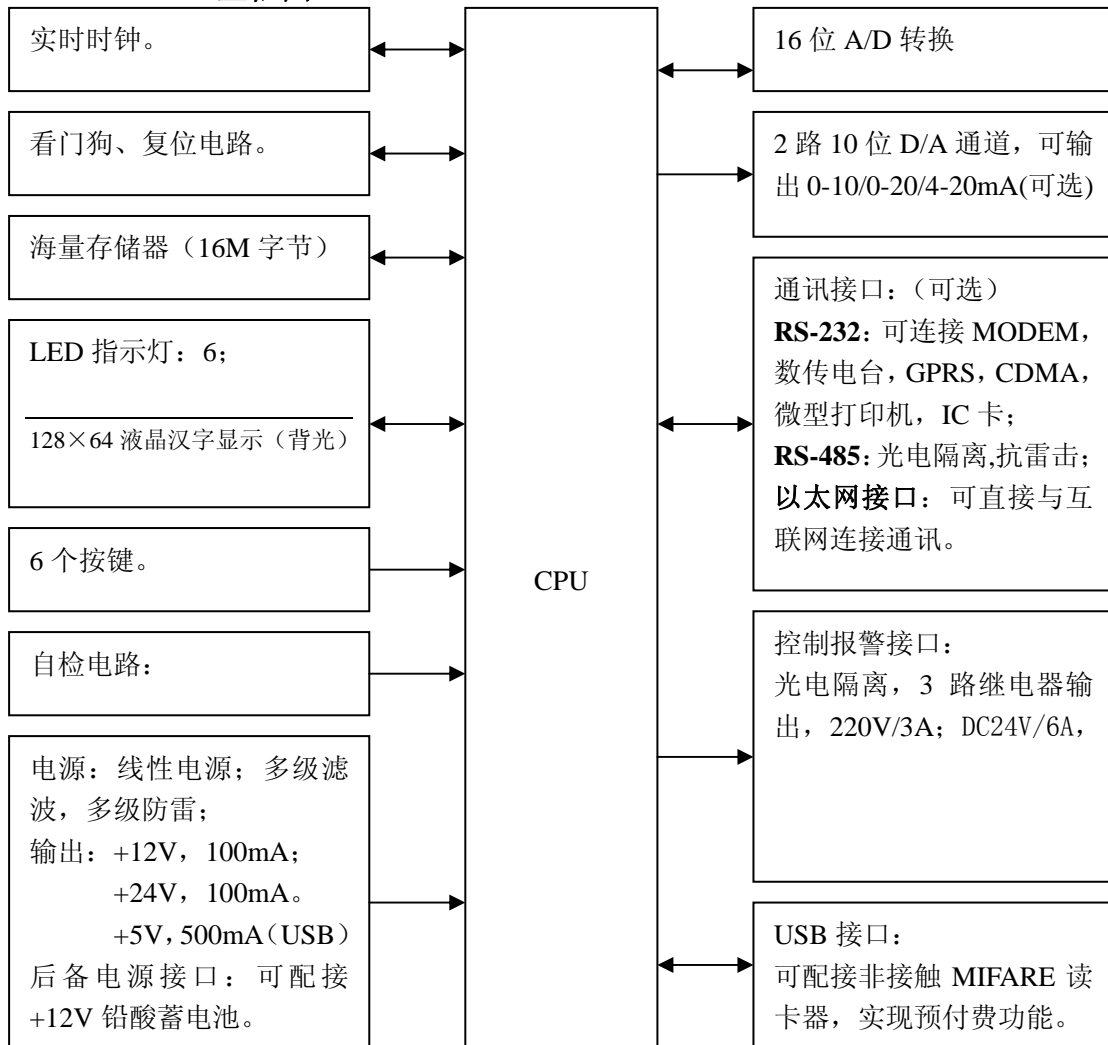 实时时钟。
看门狗、复位电路。
海量存储器（16M 字节）
LED 指示灯：6；
128×64 液晶汉字显示（背光）
6 个按键。
自检电路：
电源：线性电源；多级滤
波，多级防雷；
输出：+12V，100mA；
+24V，100mA。
+5V，500mA（USB）
后备电源接口：可配接
+12V 铅酸蓄电池。
CPU
16 位 A/D 转换
2 路 10 位 D/A 通道，可输
出 0-10/0-20/4-20mA(可选)
通讯接口：（可选）
RS-232：可连接 MODEM，
数传电台，GPRS，CDMA，
微型打印机，IC 卡；
RS-485：光电隔离,抗雷击；
以太网接口：可直接与互
联网连接通讯。
控制报警接口：
光电隔离，3 路继电器输
出，220V/3A；DC24V/6A，
USB 接口：
可配接非接触 MIFARE 读
卡器，实现预付费功能。